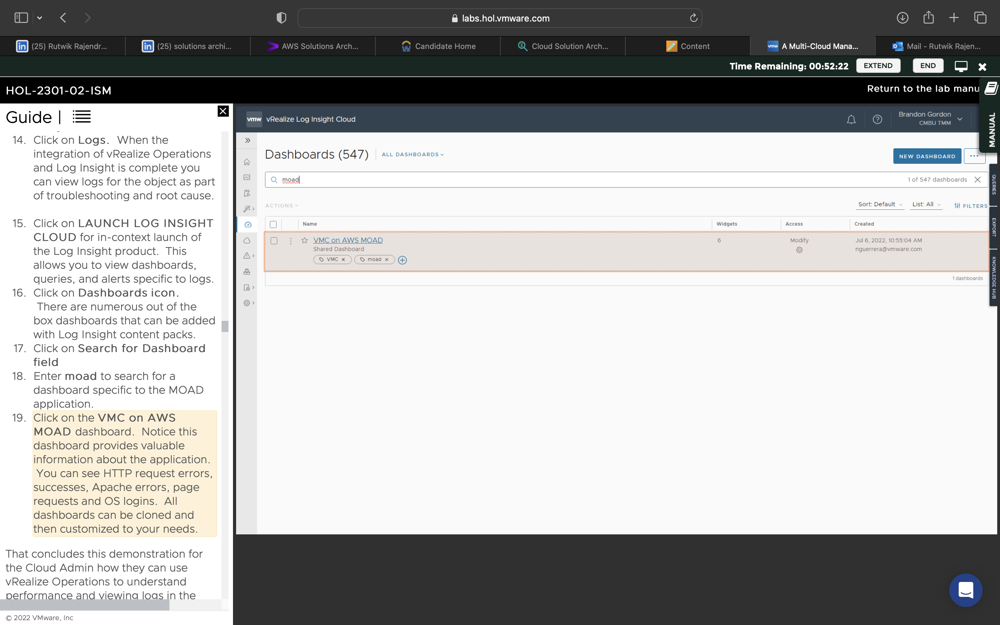 labs.hol.vmware.com
(25) Rutwik Rajendr...
(25) solutions archi...
AWS Solutions Arch...
Candidate Home
Cloud Solution Arch...
Content
vmw A Multi-Cloud Mana...
Mail - Rutwik Rajen...
Time Remaining: 00:52:22
EXTEND
END
HOL-2301-02-ISM
Return to the lab manu
MANUAL
Guide |
14. Click on Logs. When the
integration of vRealize Operations
and Log Insight is complete you
can view logs for the object as part
of troubleshooting and root cause.
15. Click on LAUNCH LOG INSIGHT
CLOUD for in-context launch of
the Log Insight product. This
allows you to view dashboards,
queries, and alerts specific to logs.
16. Click on Dashboards icon.
There are numerous out of the
box dashboards that can be added
with Log Insight content packs.
17. Click on Search for Dashboard
field
18. Enter moad to search for a
dashboard specific to the MOAD
application.
19. Click on the VMC on AWS
MOAD dashboard. Notice this
dashboard provides valuable
information about the application.
You can see HTTP request errors,
successes, Apache errors, page
requests and OS logins. All
dashboards can be cloned and
then customized to your needs.
That concludes this demonstration for
the Cloud Admin how they can use
vRealize Operations to understand
performance and viewing logs in the
© 2022 VMware, Inc
vmw vRealize Log Insight Cloud
Brandon Gordon
CMBU TMM
Dashboards (547)
ALL DASHBOARDS
NEW DASHBOARD
moad
1 of 547 dashboards
ACTIONS
Sort: Default
List: All
FILTERS
Name Widgets Access Created
VMC on AWS MOAD 6 Modify Jul 6, 2022, 10:55:04 AM
Shared Dashboard nguerrera@vmware.com
VMC moad
1 dashboards
QUERIES
EXPORT
KNOWLEDGE HUB